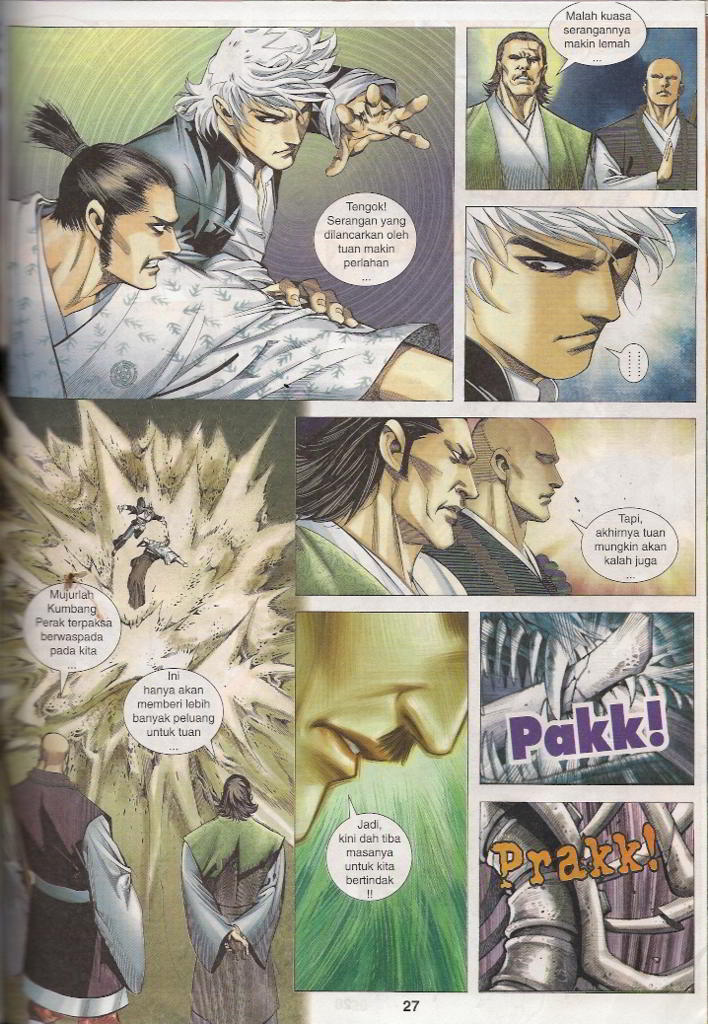 Tengok!
Serangan yang
dilancarkan oleh
tuan makin
perlahan
...
Malah kuasa
serangannya
makin lemah
...
......
Mujurlah
Kumbang
Perak terpaksa
berwaspada
pada kita
...
Ini
hanya akan
memberi lebih
banyak peluang
untuk tuan
...
Tapi,
akhirnya tuan
mungkin akan
kalah juga
...
Jadi,
kini dah tiba
masanya
untuk kita
bertindak
!!
Pakk!
Prakk!
27